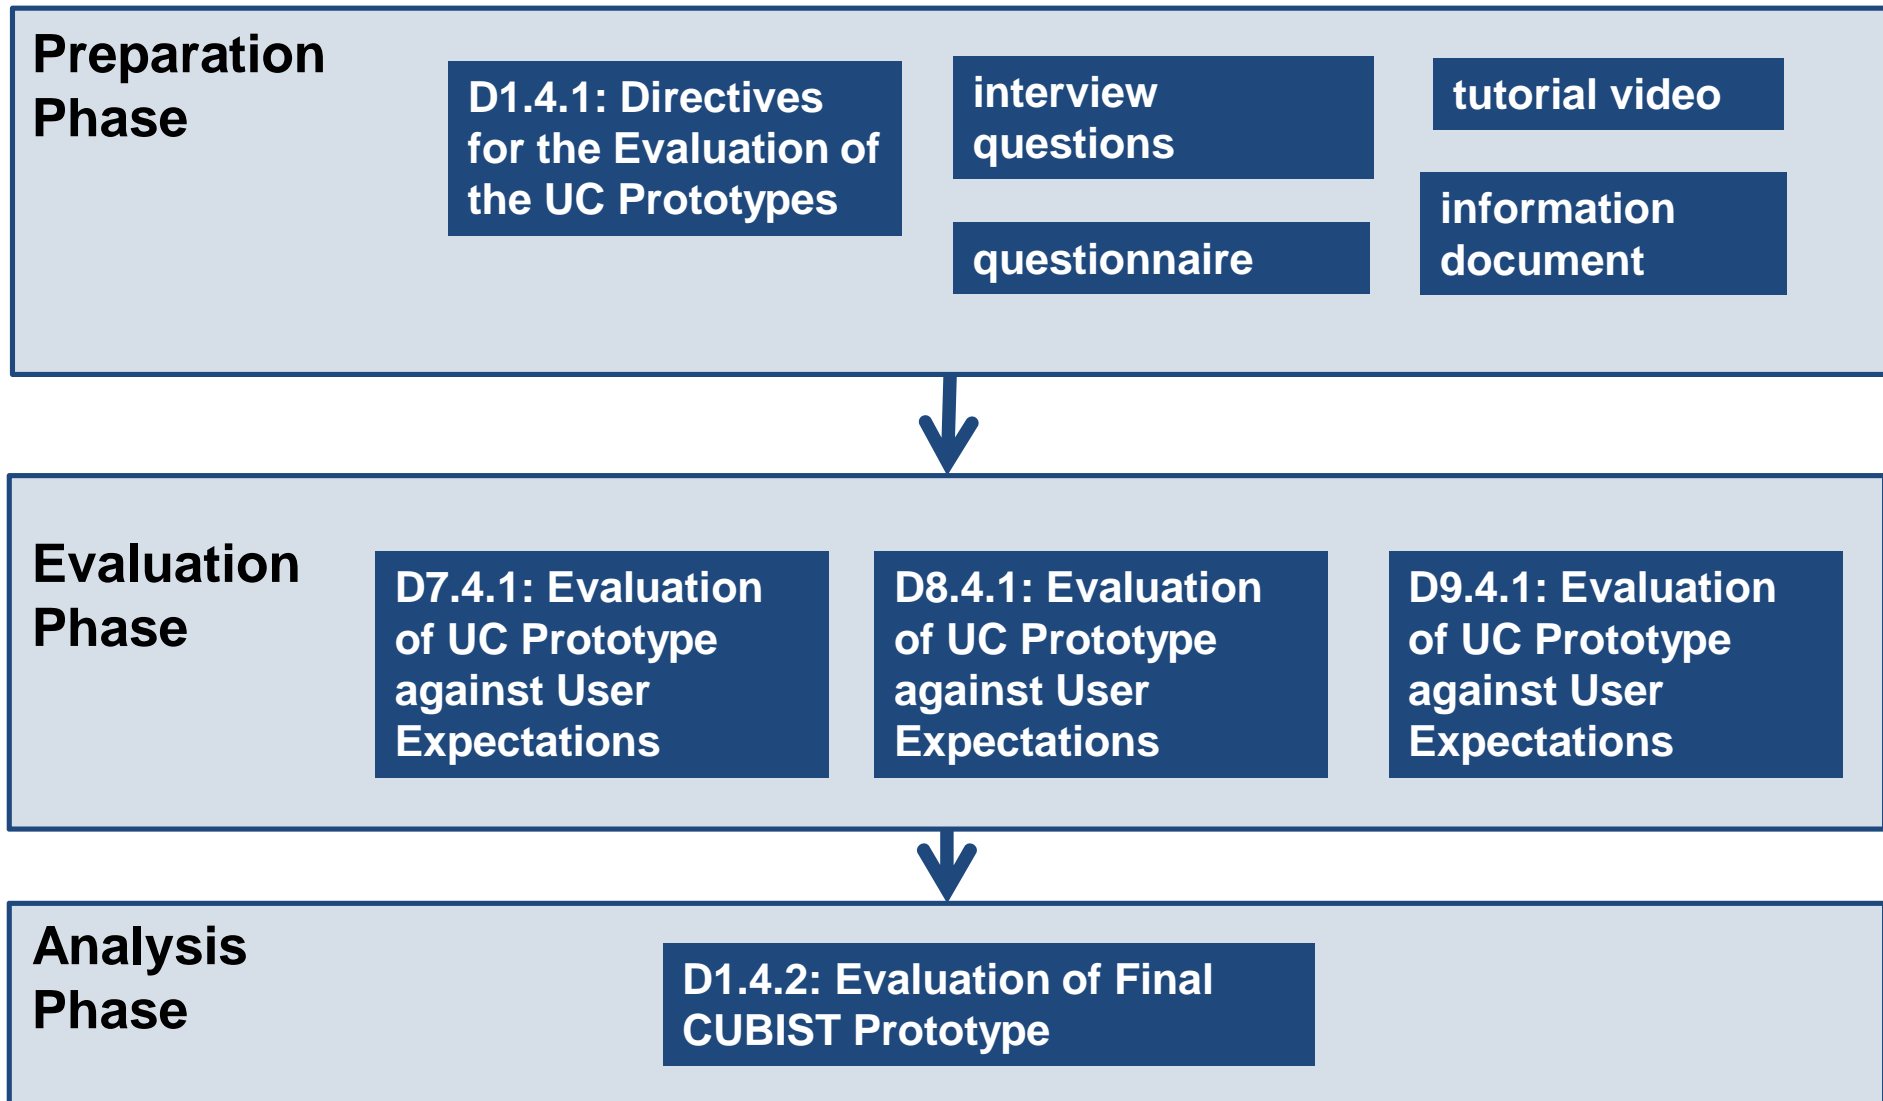 Preparation
Phase
D1.4.1: Directives
for the Evaluation of
the UC Prototypes
interview
questions
questionnaire
tutorial video
information
document
Evaluation
Phase
D7.4.1: Evaluation
of UC Prototype
against User
Expectations
D8.4.1: Evaluation
of UC Prototype
against User
Expectations
D9.4.1: Evaluation
of UC Prototype
against User
Expectations
Analysis
Phase
D1.4.2: Evaluation of Final
CUBIST Prototype